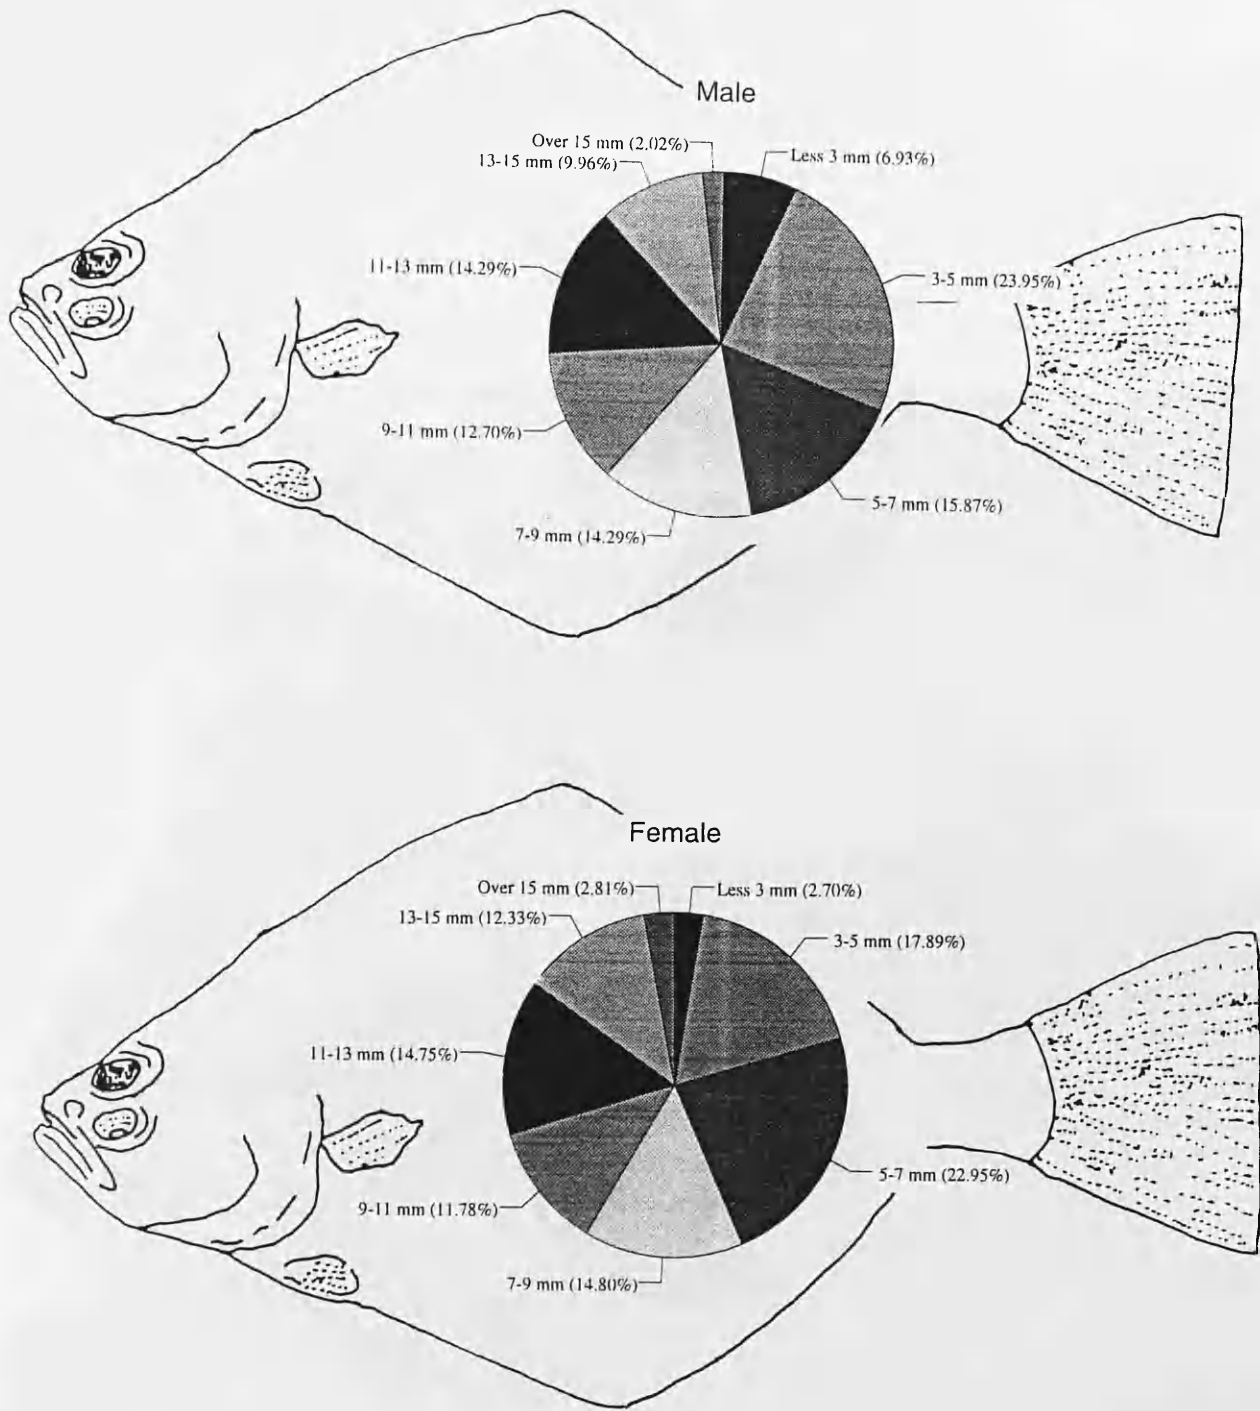 Male
Over 15 mm (2.02%)
Less 3 mm (6.93%)
13-15 mm (9.96%)
11-13 mm (14.29%)
3-5 mm (23.95%)
9-11 mm (12.70%)
5-7 mm (15.87%)
7-9 mm (14.29%)
Female
Over 15 mm (2.81%)
Less 3 mm (2.70%)
13-15 mm (12.33%)
3-5 mm (17.89%)
11-13 mm (14.75%)
5-7 mm (22.95%)
9-11 mm (11.78%)
7-9 mm (14.80%)